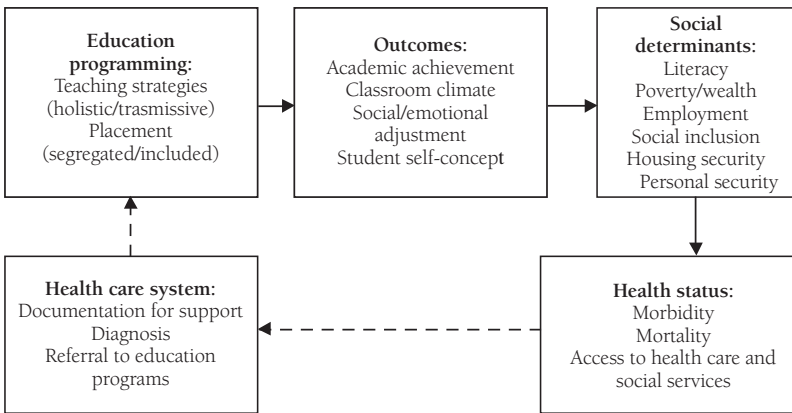 Education
programming:
Teaching strategies
(holistic/trasmissive)
Placement
(segregated/included)
Outcomes:
Academic achievement
Classroom climate
Social/emotional
adjustment
Student self-concept
Social
determinants:
Literacy
Poverty/wealth
Employment
Social inclusion
Housing security
Personal security
Health care system:
Documentation for support
Diagnosis
Referral to education
programs
Health status:
Morbidity
Mortality
Access to health care and
social services